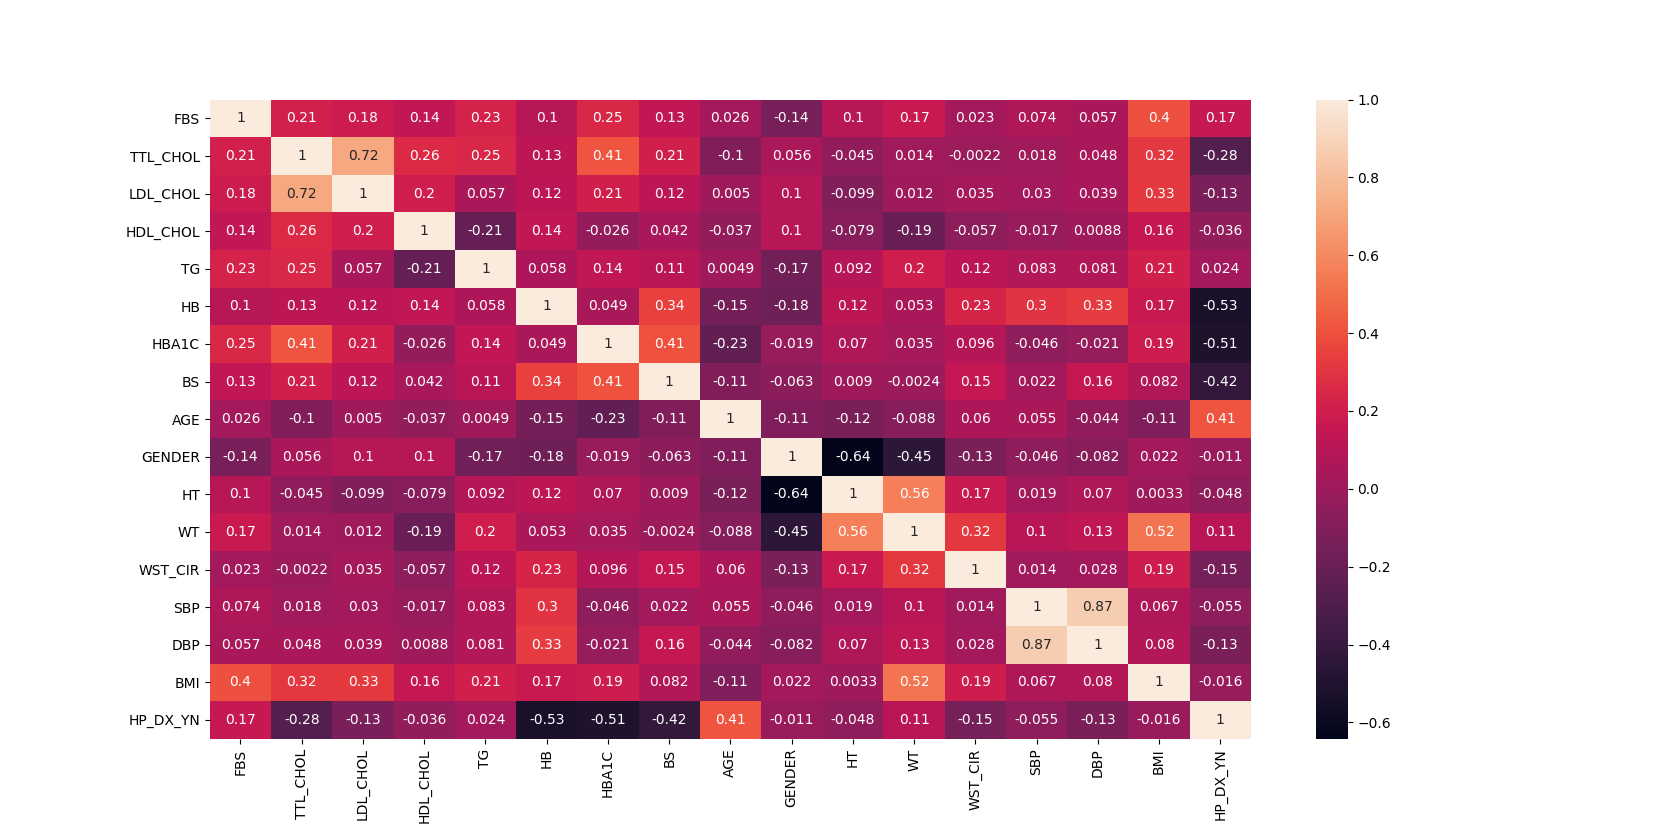 FBS 1 0.21 0.18 0.14 0.23 0.1 0.25 0.13 0.026 -0.14 0.1 0.17 0.023 0.074 0.057 0.4 0.17 1.0
TTL_CHOL 0.21 1 0.72 0.26 0.25 0.13 0.41 0.21 -0.1 0.056 -0.045 0.014 -0.0022 0.018 0.048 0.32 -0.28
0.8
LDL_CHOL 0.18 0.72 1 0.2 0.057 0.12 0.21 0.12 0.005 0.1 -0.099 0.012 0.035 0.03 0.039 0.33 -0.13
HDL_CHOL 0.14 0.26 0.2 1 -0.21 0.14 -0.026 0.042 -0.037 0.1 -0.079 -0.19 -0.057 -0.017 0.0088 0.16 -0.036
0.6
TG 0.23 0.25 0.057 -0.21 1 0.058 0.14 0.11 0.0049 -0.17 0.092 0.2 0.12 0.083 0.081 0.21 0.024
HB 0.1 0.13 0.12 0.14 0.058 1 0.049 0.34 -0.15 -0.18 0.12 0.053 0.23 0.3 0.33 0.17 -0.53
0.4
HBA1C 0.25 0.41 0.21 -0.026 0.14 0.049 1 0.41 -0.23 -0.019 0.07 0.035 0.096 -0.046 -0.021 0.19 -0.51
BS 0.13 0.21 0.12 0.042 0.11 0.34 0.41 1 -0.11 -0.063 0.009 -0.0024 0.15 0.022 0.16 0.082 -0.42
AGE 0.026 -0.1 0.005 -0.037 0.0049 -0.15 -0.23 -0.11 1 -0.11 -0.12 -0.088 0.06 0.055 -0.044 -0.11 0.41
0.2
GENDER -0.14 0.056 0.1 0.1 -0.17 -0.18 -0.019 -0.063 -0.11 1 -0.64 -0.45 -0.13 -0.046 -0.082 0.022 -0.011
HT 0.1 -0.045 -0.099 -0.079 0.092 0.12 0.07 0.009 -0.12 -0.64 1 0.56 0.17 0.019 0.07 0.0033 -0.048
0.0
WT 0.17 0.014 0.012 -0.19 0.2 0.053 0.035 -0.0024 -0.088 -0.45 0.56 1 0.32 0.1 0.13 0.52 0.11
WST_CIR 0.023 -0.0022 0.035 -0.057 0.12 0.23 0.096 0.15 0.06 -0.13 0.17 0.32 1 0.014 0.028 0.19 -0.15
−0.2
SBP 0.074 0.018 0.03 -0.017 0.083 0.3 -0.046 0.022 0.055 -0.046 0.019 0.1 0.014 1 0.87 0.067 -0.055
DBP 0.057 0.048 0.039 0.0088 0.081 0.33 -0.021 0.16 -0.044 -0.082 0.07 0.13 0.028 0.87 1 0.08 -0.13
−0.4
BMI 0.4 0.32 0.33 0.16 0.21 0.17 0.19 0.082 -0.11 0.022 0.0033 0.52 0.19 0.067 0.08 1 -0.016
HP_DX_YN 0.17 -0.28 -0.13 -0.036 0.024 -0.53 -0.51 -0.42 0.41 -0.011 -0.048 0.11 -0.15 -0.055 -0.13 -0.016 1
−0.6
FBS TTL_CHOL LDL_CHOL HDL_CHOL TG HB HBA1C BS AGE GENDER HT WT WST_CIR SBP DBP BMI HP_DX_YN